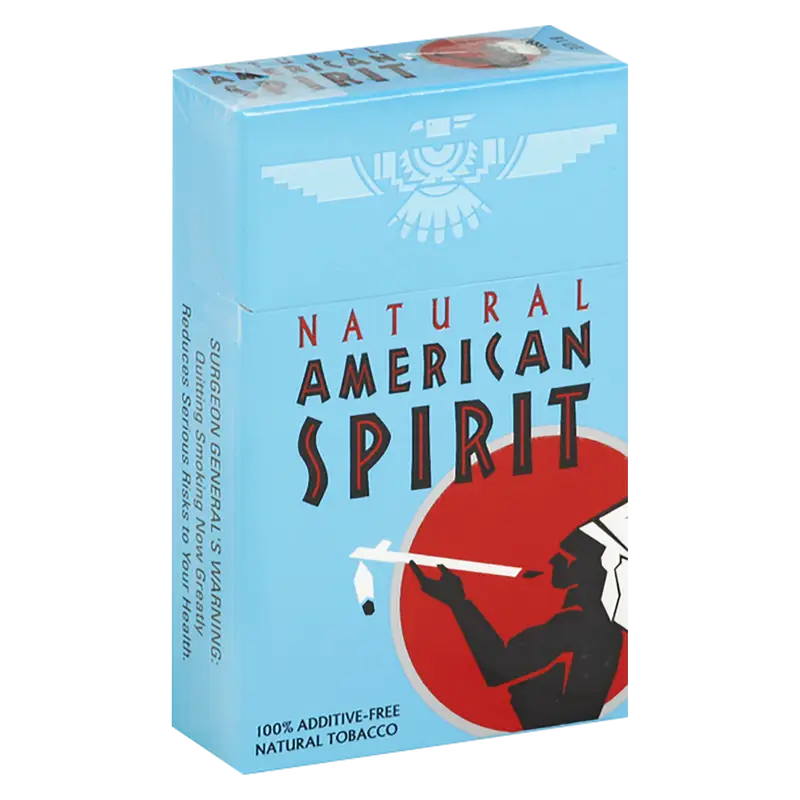 NATURAL
AMERICAN
SPIRIT
BLUE
NATURAL
AMERICAN
SPIRIT
100% ADDITIVE-FREE
NATURAL TOBACCO
SURGEON GENERAL'S WARNING:
Quitting Smoking Now Greatly
Reduces Serious Risks to Your Health.